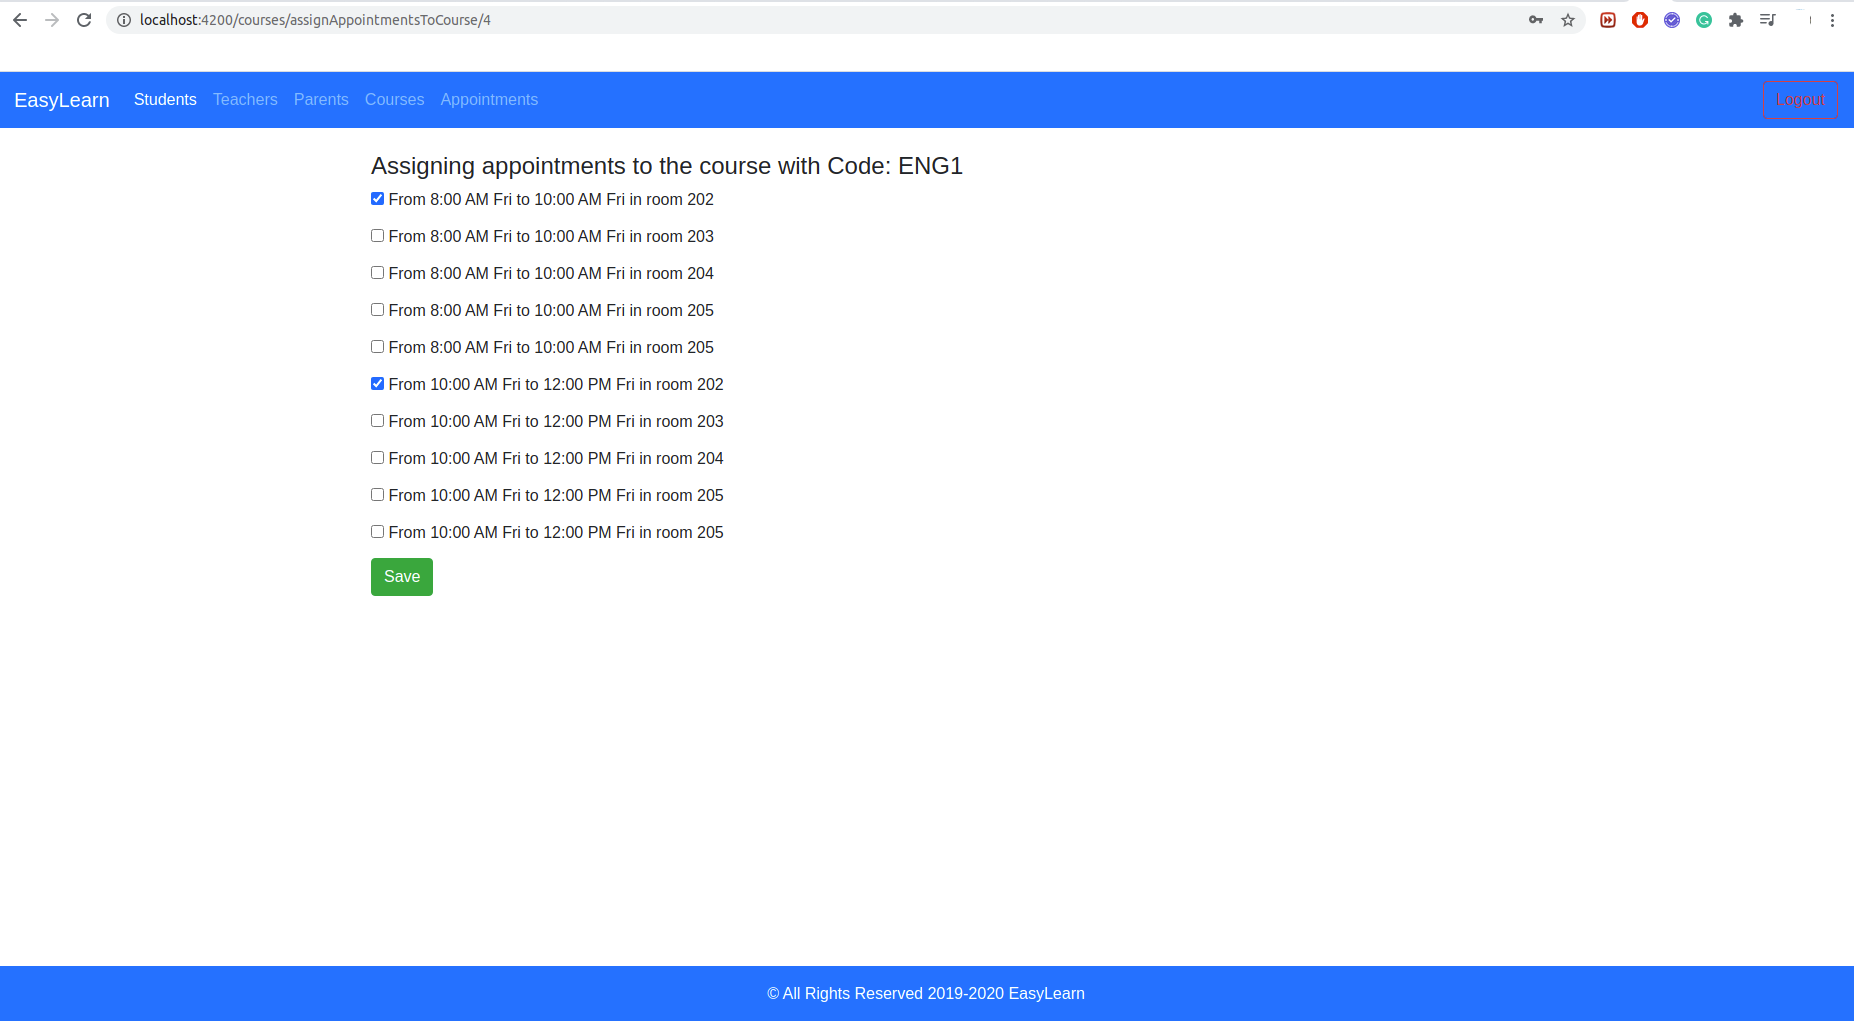 localhost:4200/courses/assignAppointmentsToCourse/4
EasyLearn Students Teachers Parents Courses Appointments Logout
Assigning appointments to the course with Code: ENG1
From 8:00 AM Fri to 10:00 AM Fri in room 202
From 8:00 AM Fri to 10:00 AM Fri in room 203
From 8:00 AM Fri to 10:00 AM Fri in room 204
From 8:00 AM Fri to 10:00 AM Fri in room 205
From 8:00 AM Fri to 10:00 AM Fri in room 205
From 10:00 AM Fri to 12:00 PM Fri in room 202
From 10:00 AM Fri to 12:00 PM Fri in room 203
From 10:00 AM Fri to 12:00 PM Fri in room 204
From 10:00 AM Fri to 12:00 PM Fri in room 205
From 10:00 AM Fri to 12:00 PM Fri in room 205
Save
© All Rights Reserved 2019-2020 EasyLearn